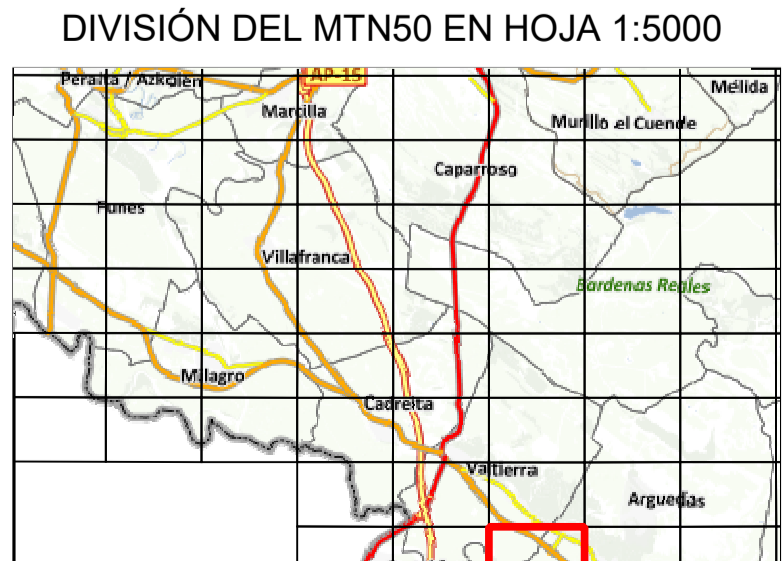 DIVISIÓN DEL MTN50 EN HOJA 1:5000
Peralta / Azkoien
AP-15
Mélida
Marcilla
Murillo el Cuende
Caparroso
Funes
Villafranca
Bardenas Reales
Milagro
Cadreita
Valtierra
Arguedas